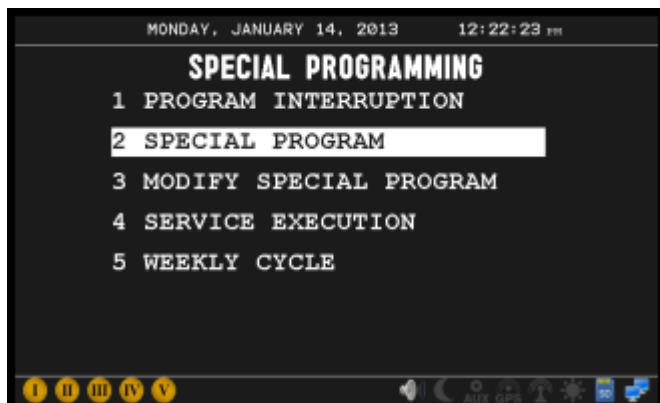 MONDAY, JANUARY 14, 2013 12:22:23 PM
SPECIAL PROGRAMMING
1 PROGRAM INTERRUPTION
2 SPECIAL PROGRAM
3 MODIFY SPECIAL PROGRAM
4 SERVICE EXECUTION
5 WEEKLY CYCLE
I II III IV V AUX GPS SD